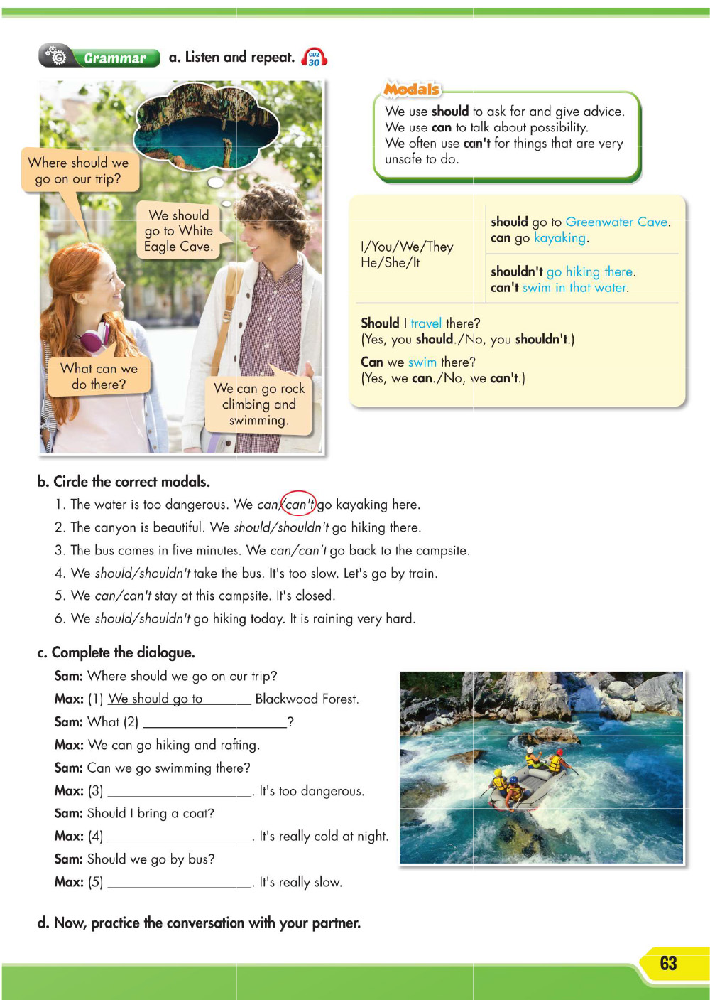 Grammar a. Listen and repeat. CD2 30
Where should we
go on our trip?
We should
go to White
Eagle Cave.
What can we
do there?
We can go rock
climbing and
swimming.
Modals
We use should to ask for and give advice.
We use can to talk about possibility.
We often use can't for things that are very
unsafe to do.
I/You/We/They
He/She/It
should go to Greenwater Cave.
can go kayaking.
shouldn't go hiking there.
can't swim in that water.
Should I travel there?
(Yes, you should./No, you shouldn't.)
Can we swim there?
(Yes, we can./No, we can't.)
b. Circle the correct modals.
1. The water is too dangerous. We can/can't go kayaking here.
2. The canyon is beautiful. We should/shouldn't go hiking there.
3. The bus comes in five minutes. We can/can't go back to the campsite.
4. We should/shouldn't take the bus. It's too slow. Let's go by train.
5. We can/can't stay at this campsite. It's closed.
6. We should/shouldn't go hiking today. It is raining very hard.
c. Complete the dialogue.
Sam: Where should we go on our trip?
Max: (1) We should go to______ Blackwood Forest.
Sam: What (2) ____________________?
Max: We can go hiking and rafting.
Sam: Can we go swimming there?
Max: (3) ____________________. It's too dangerous.
Sam: Should I bring a coat?
Max: (4) ____________________. It's really cold at night.
Sam: Should we go by bus?
Max: (5) ____________________. It's really slow.
d. Now, practice the conversation with your partner.
63